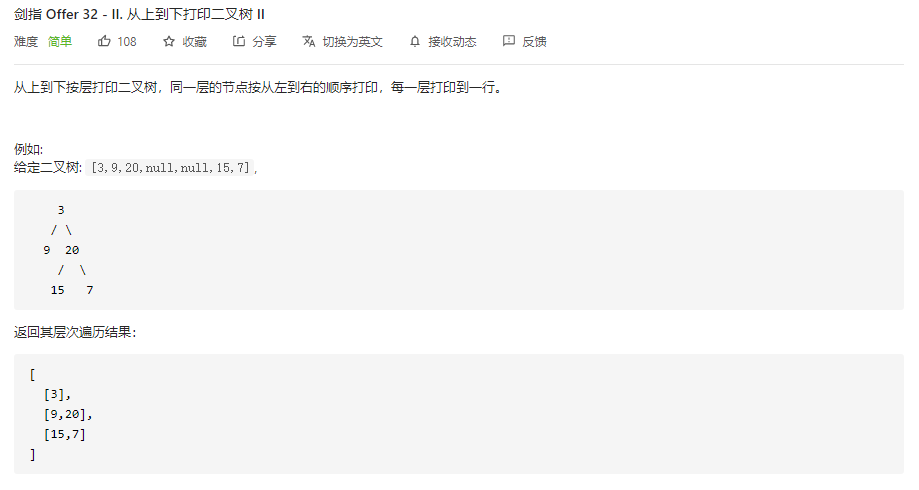 剑指 Offer 32 - II. 从上到下打印二叉树 II
难度 简单 108 收藏 分享 切换为英文 接收动态 反馈
从上到下按层打印二叉树，同一层的节点按从左到右的顺序打印，每一层打印到一行。
例如:
给定二叉树: [3,9,20,null,null,15,7],
    3
   / \
  9  20
    /  \
   15   7
返回其层次遍历结果：
[
  [3],
  [9,20],
  [15,7]
]